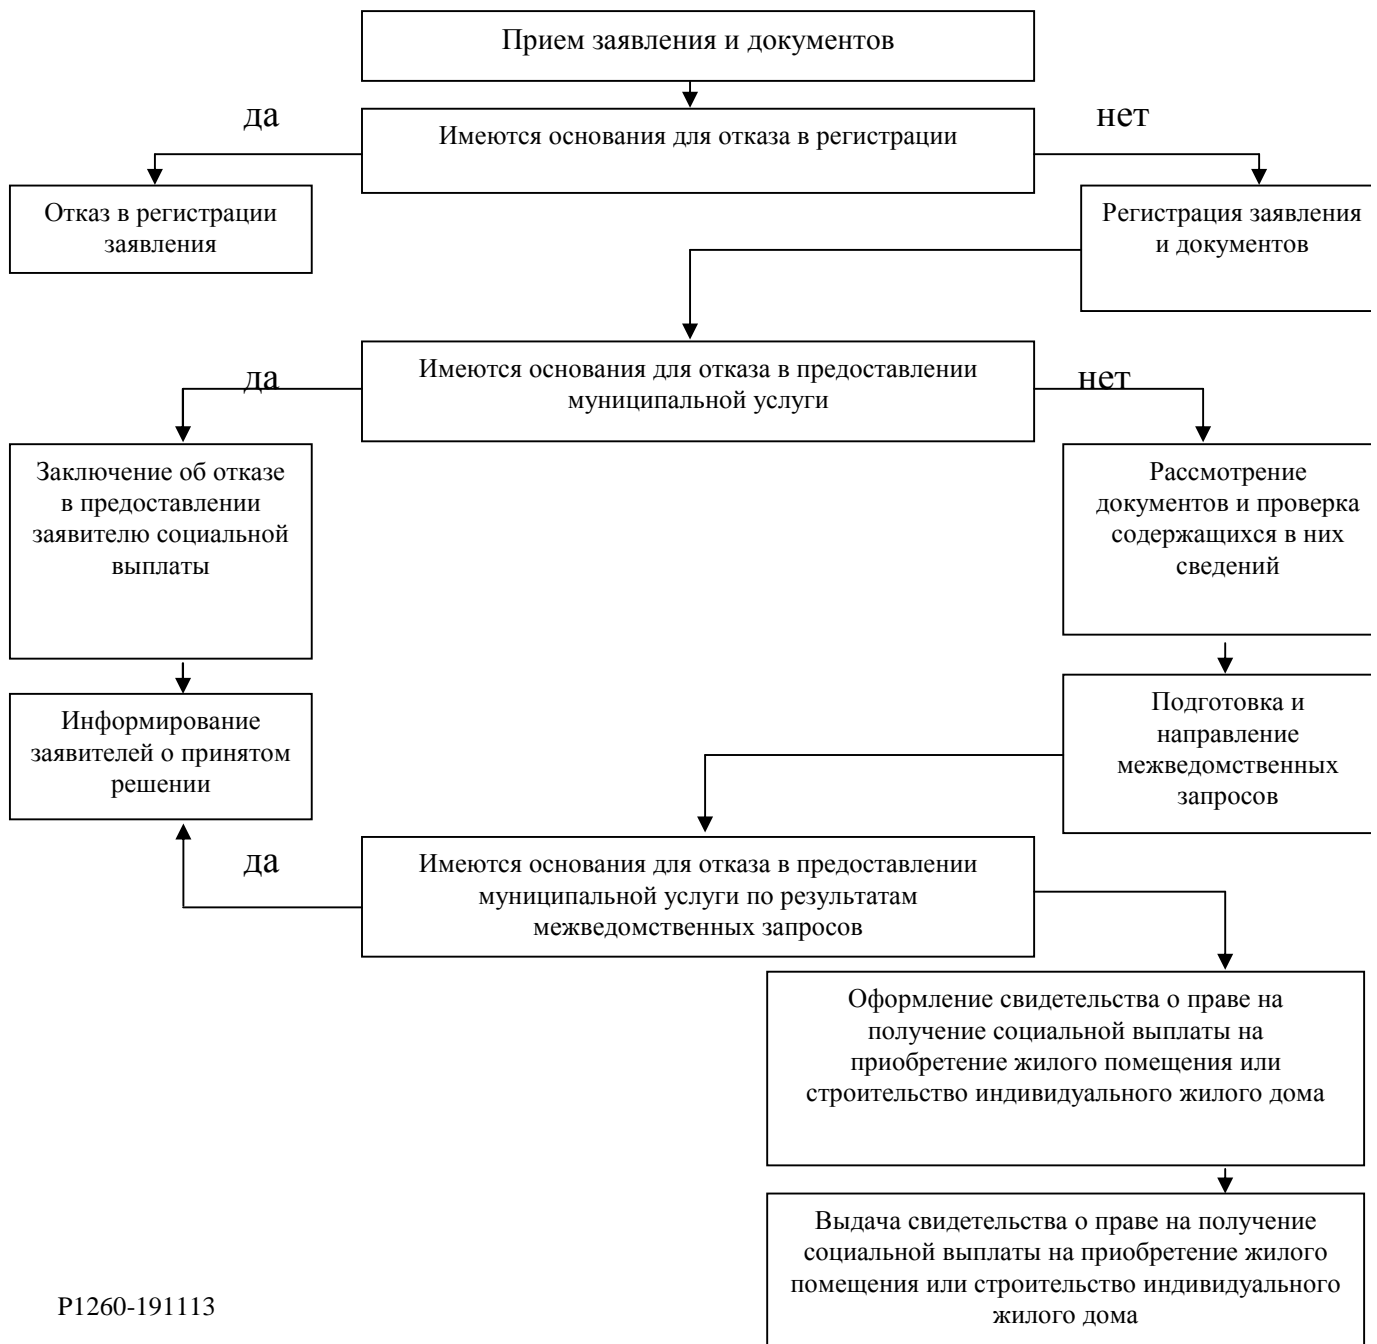 Прием заявления и документов
да
нет
Имеются основания для отказа в регистрации
Отказ в регистрации
заявления
Регистрация заявления
и документов
Имеются основания для отказа в предоставлении
муниципальной услуги
да
нет
Заключение об отказе
в предоставлении
заявителю социальной
выплаты
Рассмотрение
документов и проверка
содержащихся в них
сведений
Информирование
заявителей о принятом
решении
Подготовка и
направление
межведомственных
запросов
да
Имеются основания для отказа в предоставлении
муниципальной услуги по результатам
межведомственных запросов
Оформление свидетельства о праве на
получение социальной выплаты на
приобретение жилого помещения или
строительство индивидуального жилого дома
Выдача свидетельства о праве на получение
социальной выплаты на приобретение жилого
помещения или строительство индивидуального
жилого дома
Р1260-191113